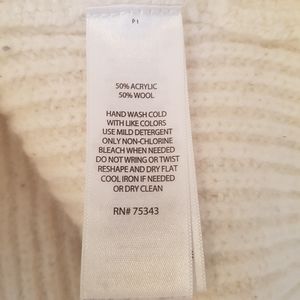 P I
50% ACRYLIC
50% WOOL
HAND WASH COLD
WITH LIKE COLORS
USE MILD DETERGENT
ONLY NON-CHLORINE
BLEACH WHEN NEEDED
DO NOT WRING OR TWIST
RESHAPE AND DRY FLAT
COOL IRON IF NEEDED
OR DRY CLEAN
RN# 75343